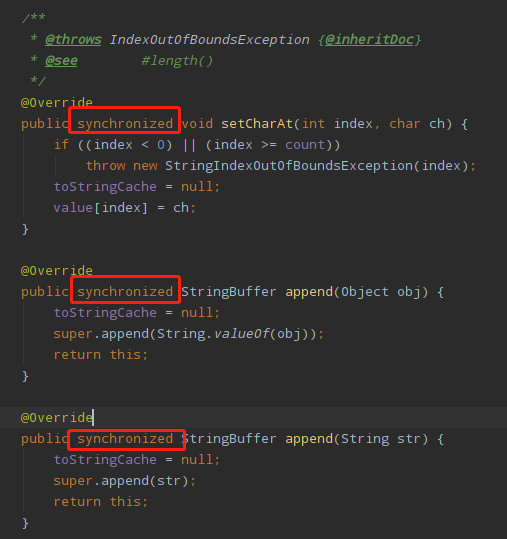 /**
 * @throws IndexOutOfBoundsException {@inheritDoc}
 * @see        #length()
 */
@Override
public synchronized void setCharAt(int index, char ch) {
    if ((index < 0) || (index >= count))
        throw new StringIndexOutOfBoundsException(index);
    toStringCache = null;
    value[index] = ch;
}

@Override
public synchronized StringBuffer append(Object obj) {
    toStringCache = null;
    super.append(String.valueOf(obj));
    return this;
}

@Override
public synchronized StringBuffer append(String str) {
    toStringCache = null;
    super.append(str);
    return this;
}